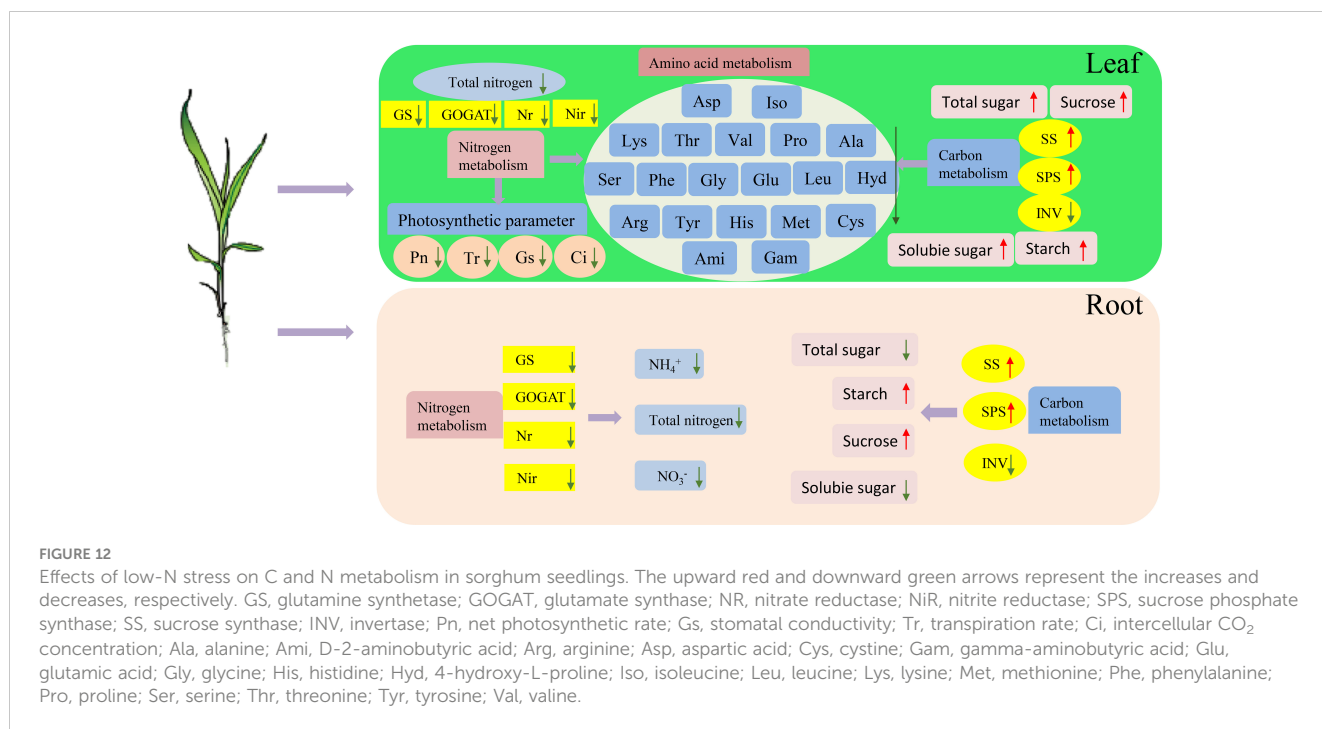 Leaf
Amino acid metabolism
Total nitrogen
GS GOGAT Nr Nir
Nitrogen
metabolism
Photosynthetic parameter
Pn Tr Gs Ci
Asp Iso
Lys Thr Val Pro Ala
Ser Phe Gly Glu Leu Hyd
Arg Tyr His Met Cys
Ami Gam
Total sugar Sucrose
SS
Carbon
metabolism
SPS
INV
Solubie sugar Starch
Root
Nitrogen
metabolism
GS
GOGAT
Nr
Nir
NH₄⁺
Total nitrogen
NO₃⁻
Total sugar
Starch
Sucrose
Solubie sugar
SS
SPS
INV
Carbon
metabolism
FIGURE 12
Effects of low-N stress on C and N metabolism in sorghum seedlings. The upward red and downward green arrows represent the increases and
decreases, respectively. GS, glutamine synthetase; GOGAT, glutamate synthase; NR, nitrate reductase; NiR, nitrite reductase; SPS, sucrose phosphate
synthase; SS, sucrose synthase; INV, invertase; Pn, net photosynthetic rate; Gs, stomatal conductivity; Tr, transpiration rate; Ci, intercellular CO₂
concentration; Ala, alanine; Ami, D-2-aminobutyric acid; Arg, arginine; Asp, aspartic acid; Cys, cystine; Gam, gamma-aminobutyric acid; Glu,
glutamic acid; Gly, glycine; His, histidine; Hyd, 4-hydroxy-L-proline; Iso, isoleucine; Leu, leucine; Lys, lysine; Met, methionine; Phe, phenylalanine;
Pro, proline; Ser, serine; Thr, threonine; Tyr, tyrosine; Val, valine.